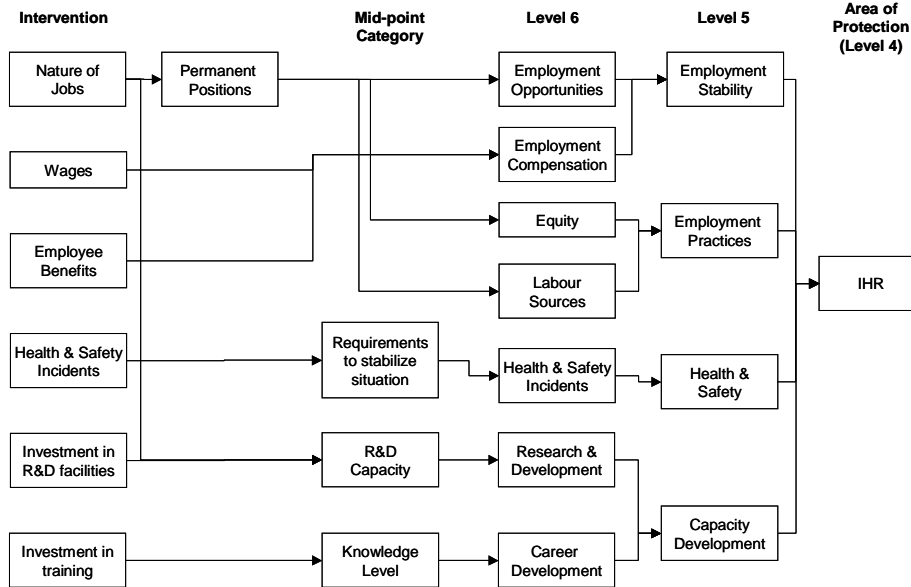 Intervention
Mid-point
Category
Level 6
Level 5
Area of
Protection
(Level 4)
Nature of
Jobs
Permanent
Positions
Employment
Opportunities
Employment
Stability
Wages
Employment
Compensation
Employee
Benefits
Equity
Employment
Practices
Labour
Sources
IHR
Health & Safety
Incidents
Requirements
to stabilize
situation
Health & Safety
Incidents
Health &
Safety
Investment in
R&D facilities
R&D
Capacity
Research &
Development
Capacity
Development
Investment in
training
Knowledge
Level
Career
Development